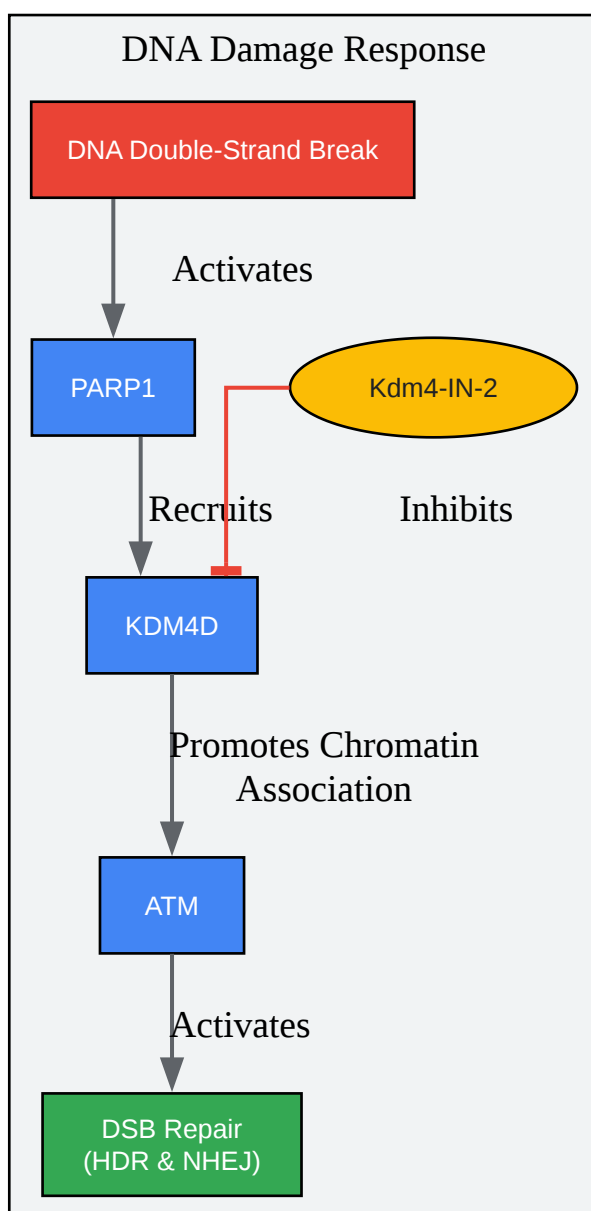 DNA Damage Response
DNA Double-Strand Break
Activates
PARP1
Kdm4-IN-2
Recruits
Inhibits
KDM4D
Promotes Chromatin
Association
ATM
Activates
DSB Repair
(HDR & NHEJ)